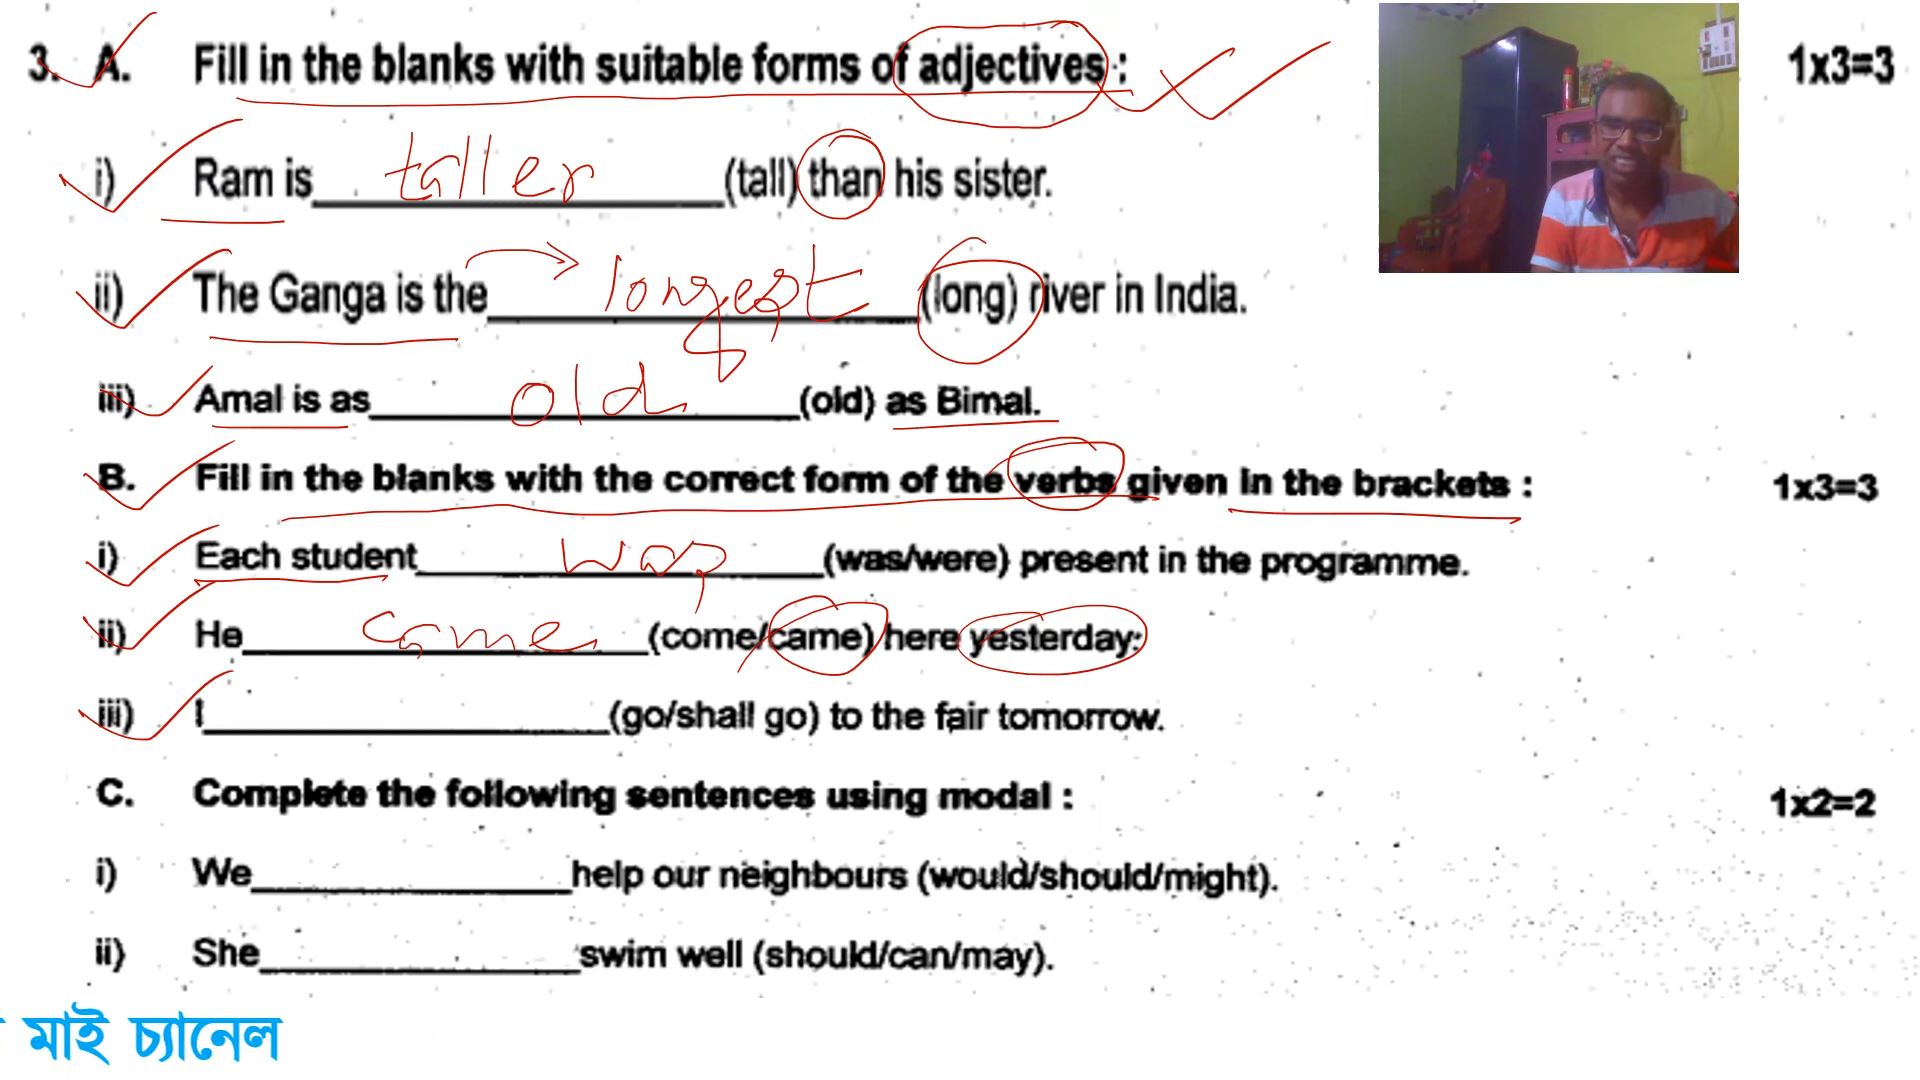 3. A. Fill in the blanks with suitable forms of adjectives : 1x3=3
i) Ram is taller (tall) than his sister.
ii) The Ganga is the longest (long) river in India.
iii) Amal is as old (old) as Bimal.
B. Fill in the blanks with the correct form of the verbs given in the brackets : 1x3=3
i) Each student was (was/were) present in the programme.
ii) He came (come/came) here yesterday.
iii) I (go/shall go) to the fair tomorrow.
C. Complete the following sentences using modal : 1x2=2
i) We help our neighbours (would/should/might).
ii) She swim well (should/can/may).
মাই চ্যানেল